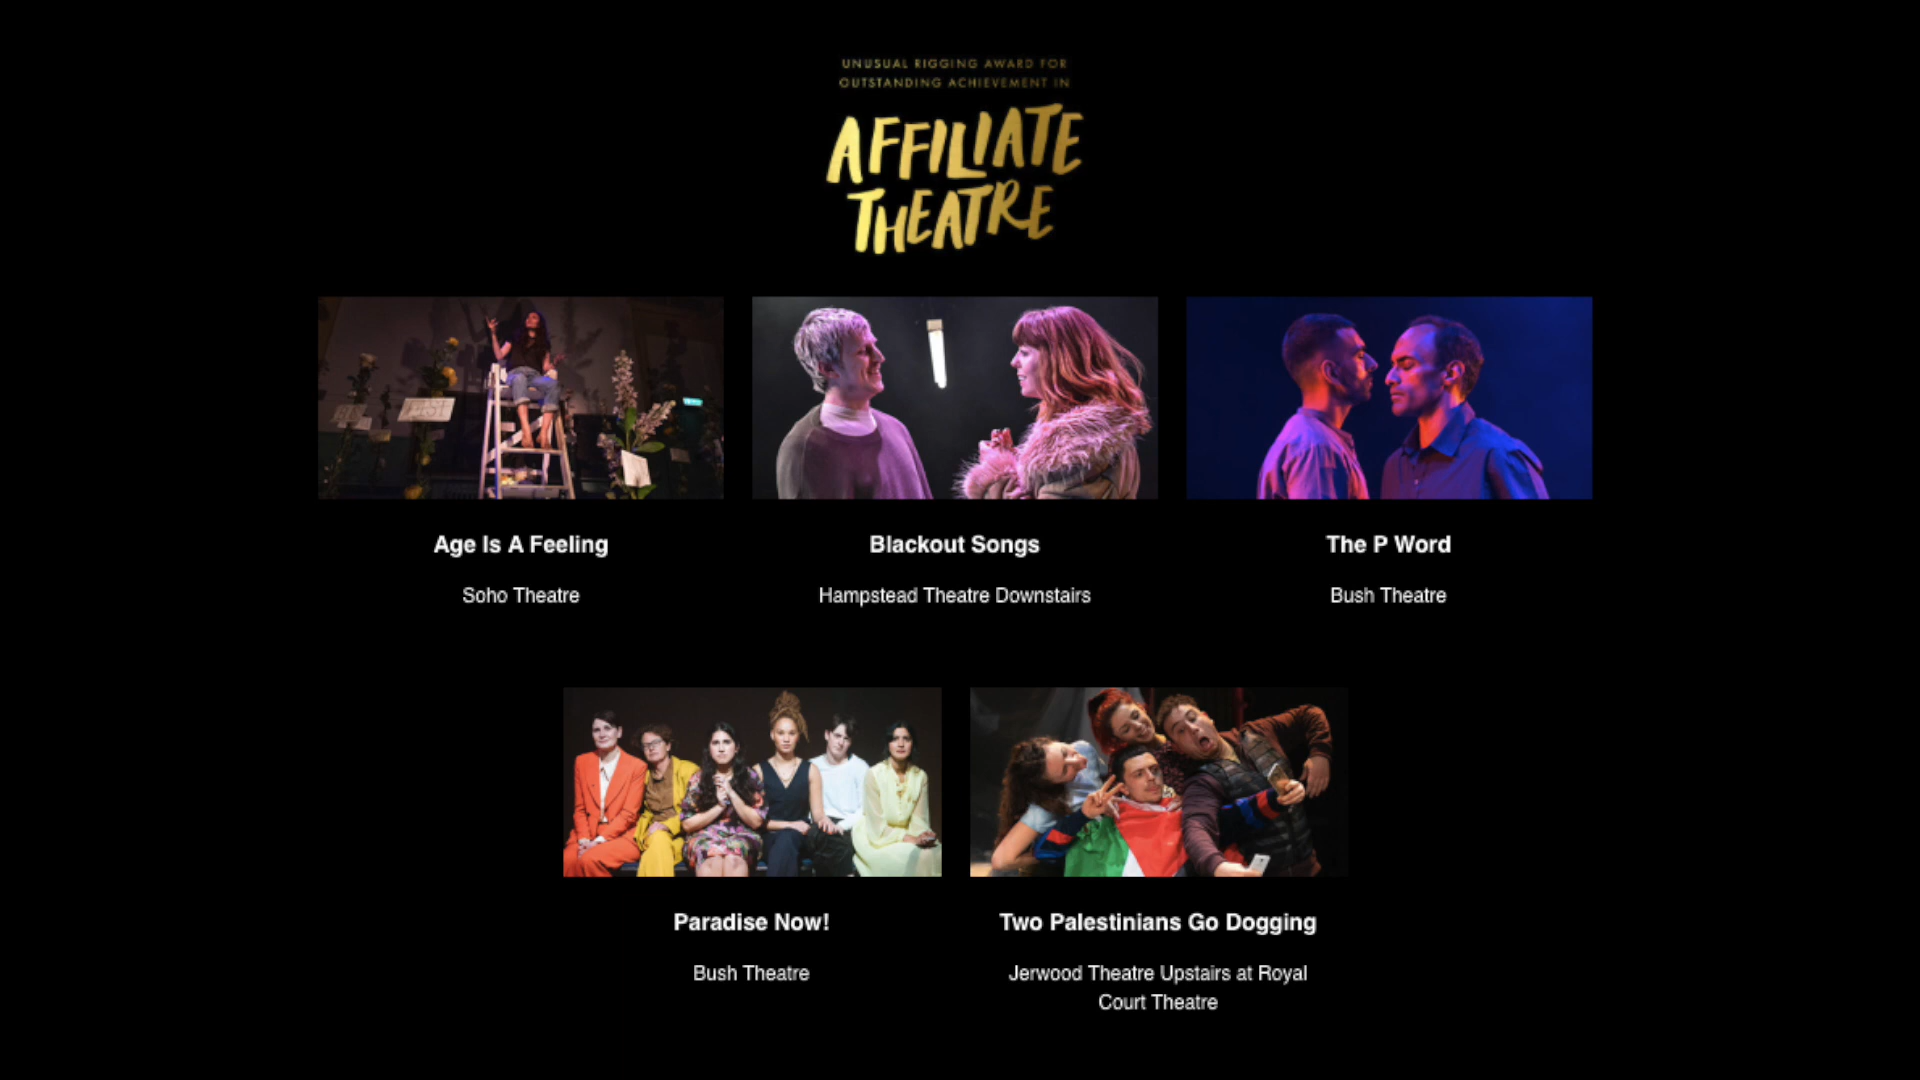 UNUSUAL RIGGING AWARD FOR
OUTSTANDING ACHIEVEMENT IN
AFFILIATE
THEATRE
Age Is A Feeling
Soho Theatre
Blackout Songs
Hampstead Theatre Downstairs
The P Word
Bush Theatre
Paradise Now!
Bush Theatre
Two Palestinians Go Dogging
Jerwood Theatre Upstairs at Royal
Court Theatre